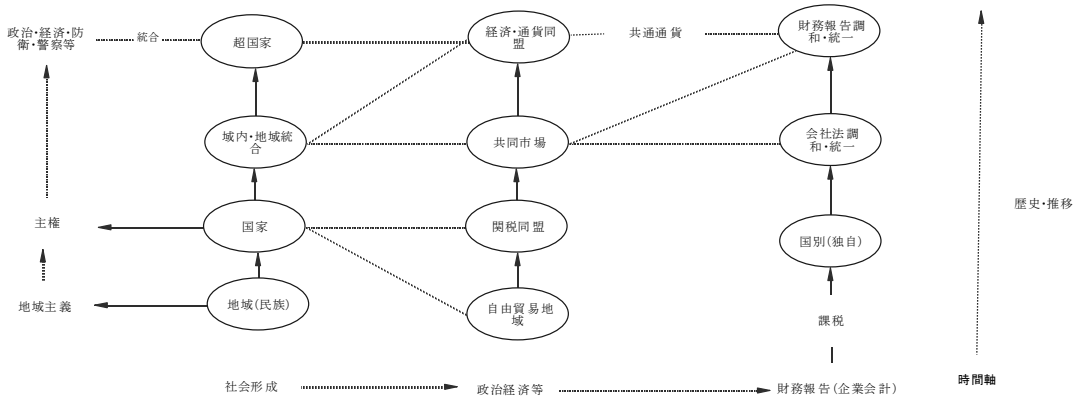 政治・経済・防
衛・警察等
統合
超国家
経済・通貨同
盟
共通通貨
財務報告調
和・統一
域内・地域統
合
共同市場
会社法調
和・統一
主権
国家
関税同盟
国別(独自)
歴史・推移
地域主義
地域(民族)
自由貿易地
域
課税
社会形成
政治経済等
財務報告(企業会計)
時間軸